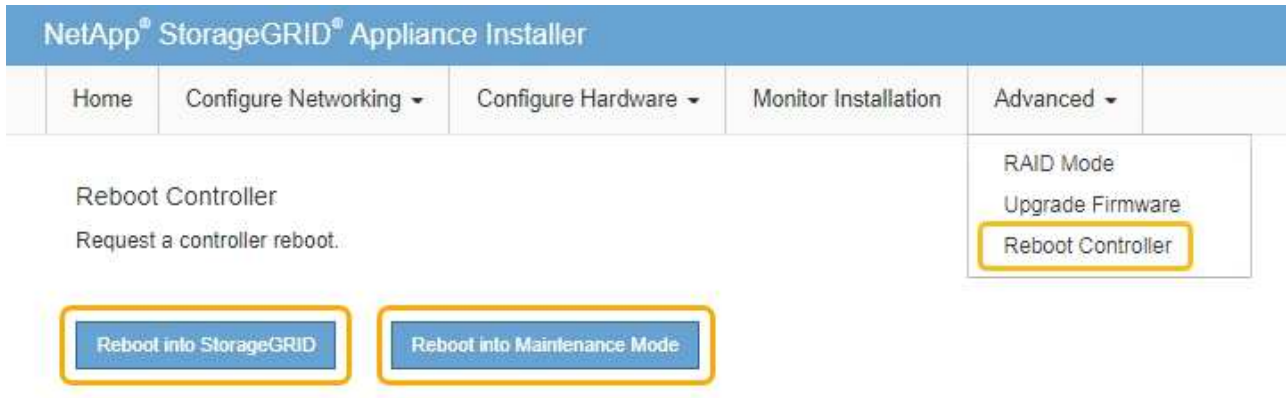 NetApp® StorageGRID® Appliance Installer
Home Configure Networking Configure Hardware Monitor Installation Advanced
RAID Mode
Upgrade Firmware
Reboot Controller
Reboot Controller
Request a controller reboot.
Reboot into StorageGRID Reboot into Maintenance Mode